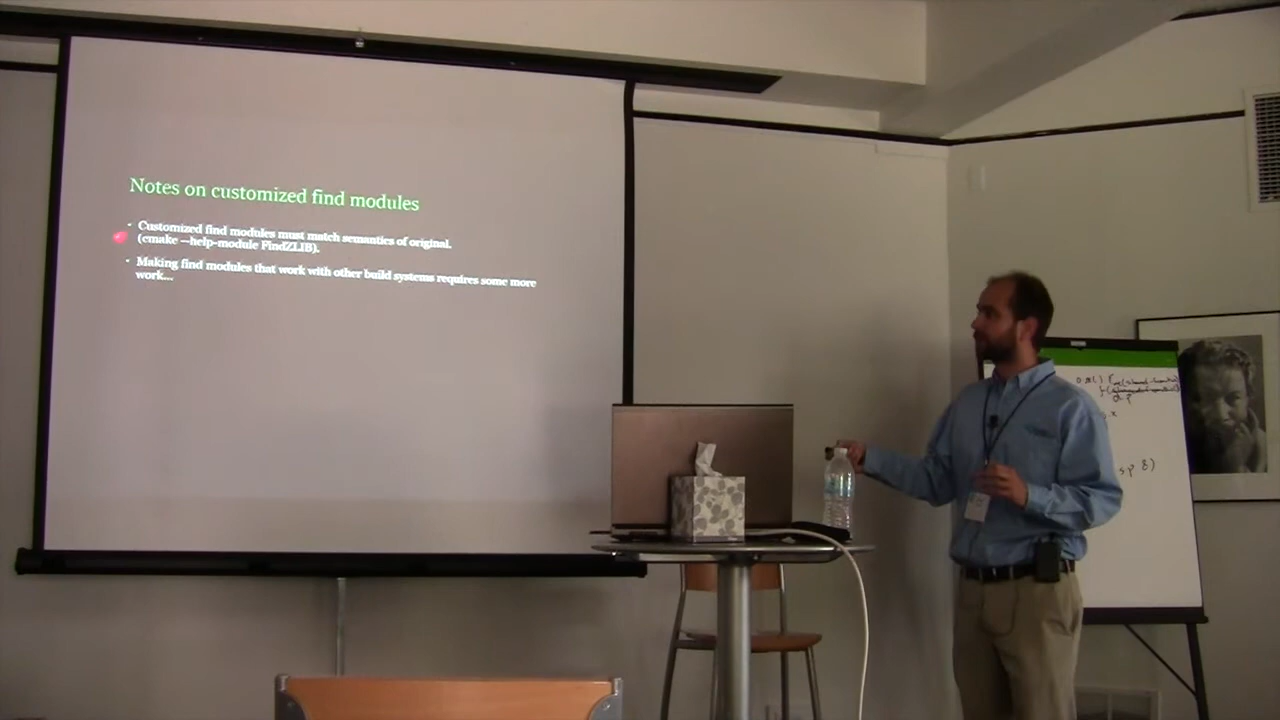 Notes on customized find modules
- Customized find modules must match semantics of original.
(cmake --help-module FindZLIB).
- Making find modules that work with other build systems requires some more
work...